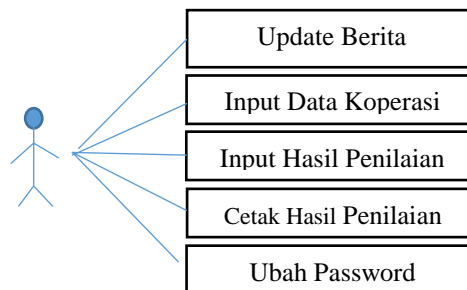 Update Berita
Input Data Koperasi
Input Hasil Penilaian
Cetak Hasil Penilaian
Ubah Password